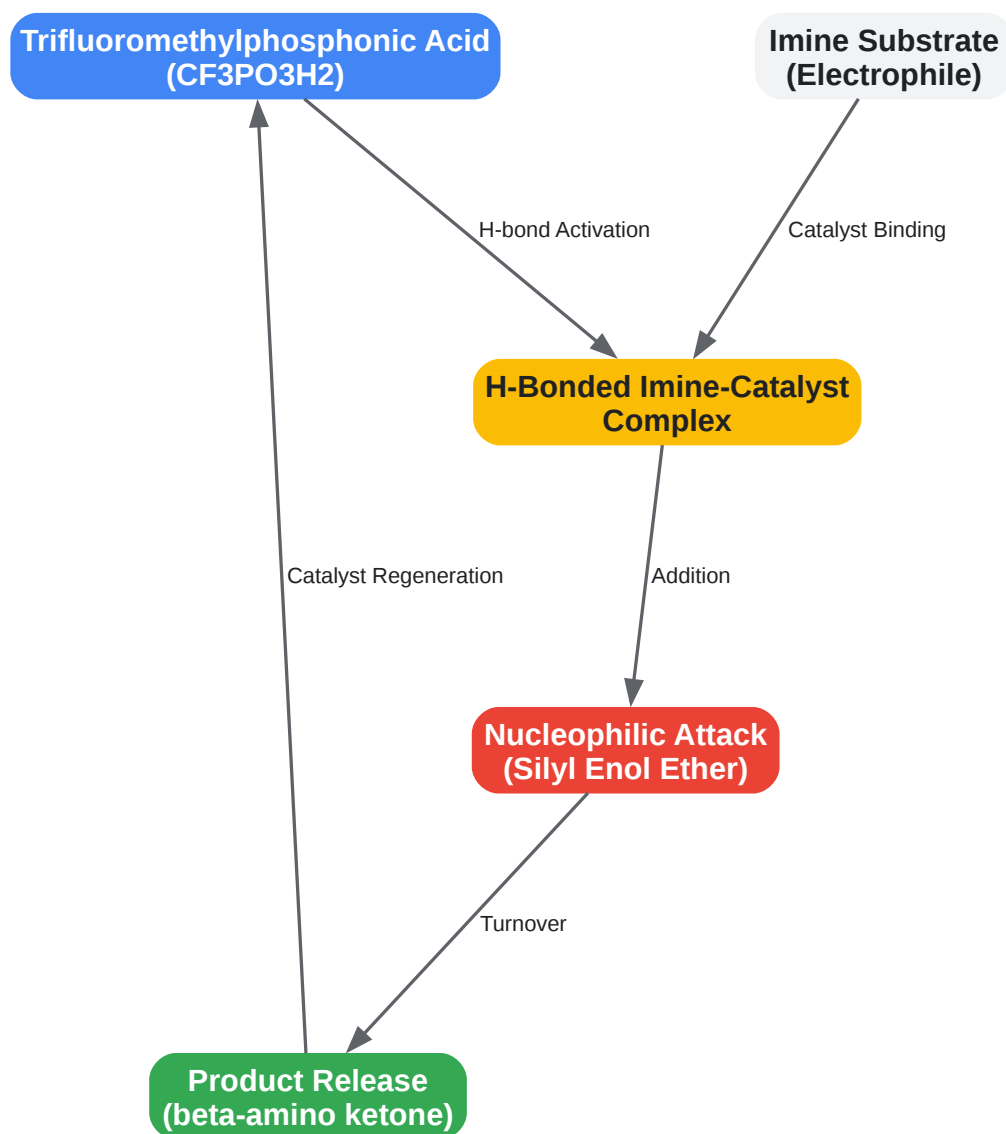 Trifluoromethylphosphonic Acid
(CF3PO3H2)
Imine Substrate
(Electrophile)
H-bond Activation
Catalyst Binding
H-Bonded Imine-Catalyst
Complex
Catalyst Regeneration
Addition
Nucleophilic Attack
(Silyl Enol Ether)
Turnover
Product Release
(beta-amino ketone)